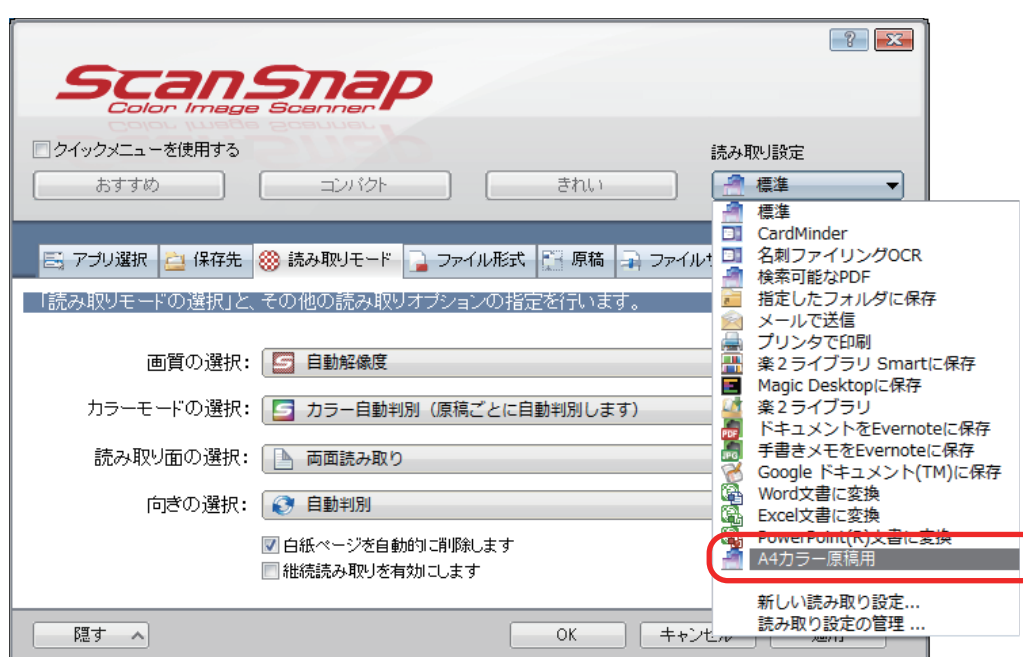 ScanSnap
Color Image Scanner
クイックメニューを使用する
読み取り設定
おすすめ
コンパクト
きれい
標準
アプリ選択
保存先
読み取りモード
ファイル形式
原稿
ファイル
「読み取りモードの選択」と、その他の読み取りオプションの指定を行います。
画質の選択:
自動解像度
カラーモードの選択:
カラー自動判別（原稿ごとに自動判別します）
読み取り面の選択:
両面読み取り
向きの選択:
自動判別
白紙ページを自動的に削除します
継続読み取りを有効にします
標準
CardMinder
名刺ファイリングOCR
検索可能なPDF
指定したフォルダに保存
メールで送信
プリンタで印刷
楽２ライブラリ Smartに保存
Magic Desktopに保存
楽２ライブラリ
ドキュメントをEvernoteに保存
手書きメモをEvernoteに保存
Google ドキュメント(TM)に保存
Word文書に変換
Excel文書に変換
PowerPoint(R)文書に変換
A4カラー原稿用
新しい読み取り設定...
読み取り設定の管理 ...
隠す
OK
キャンセル
適用